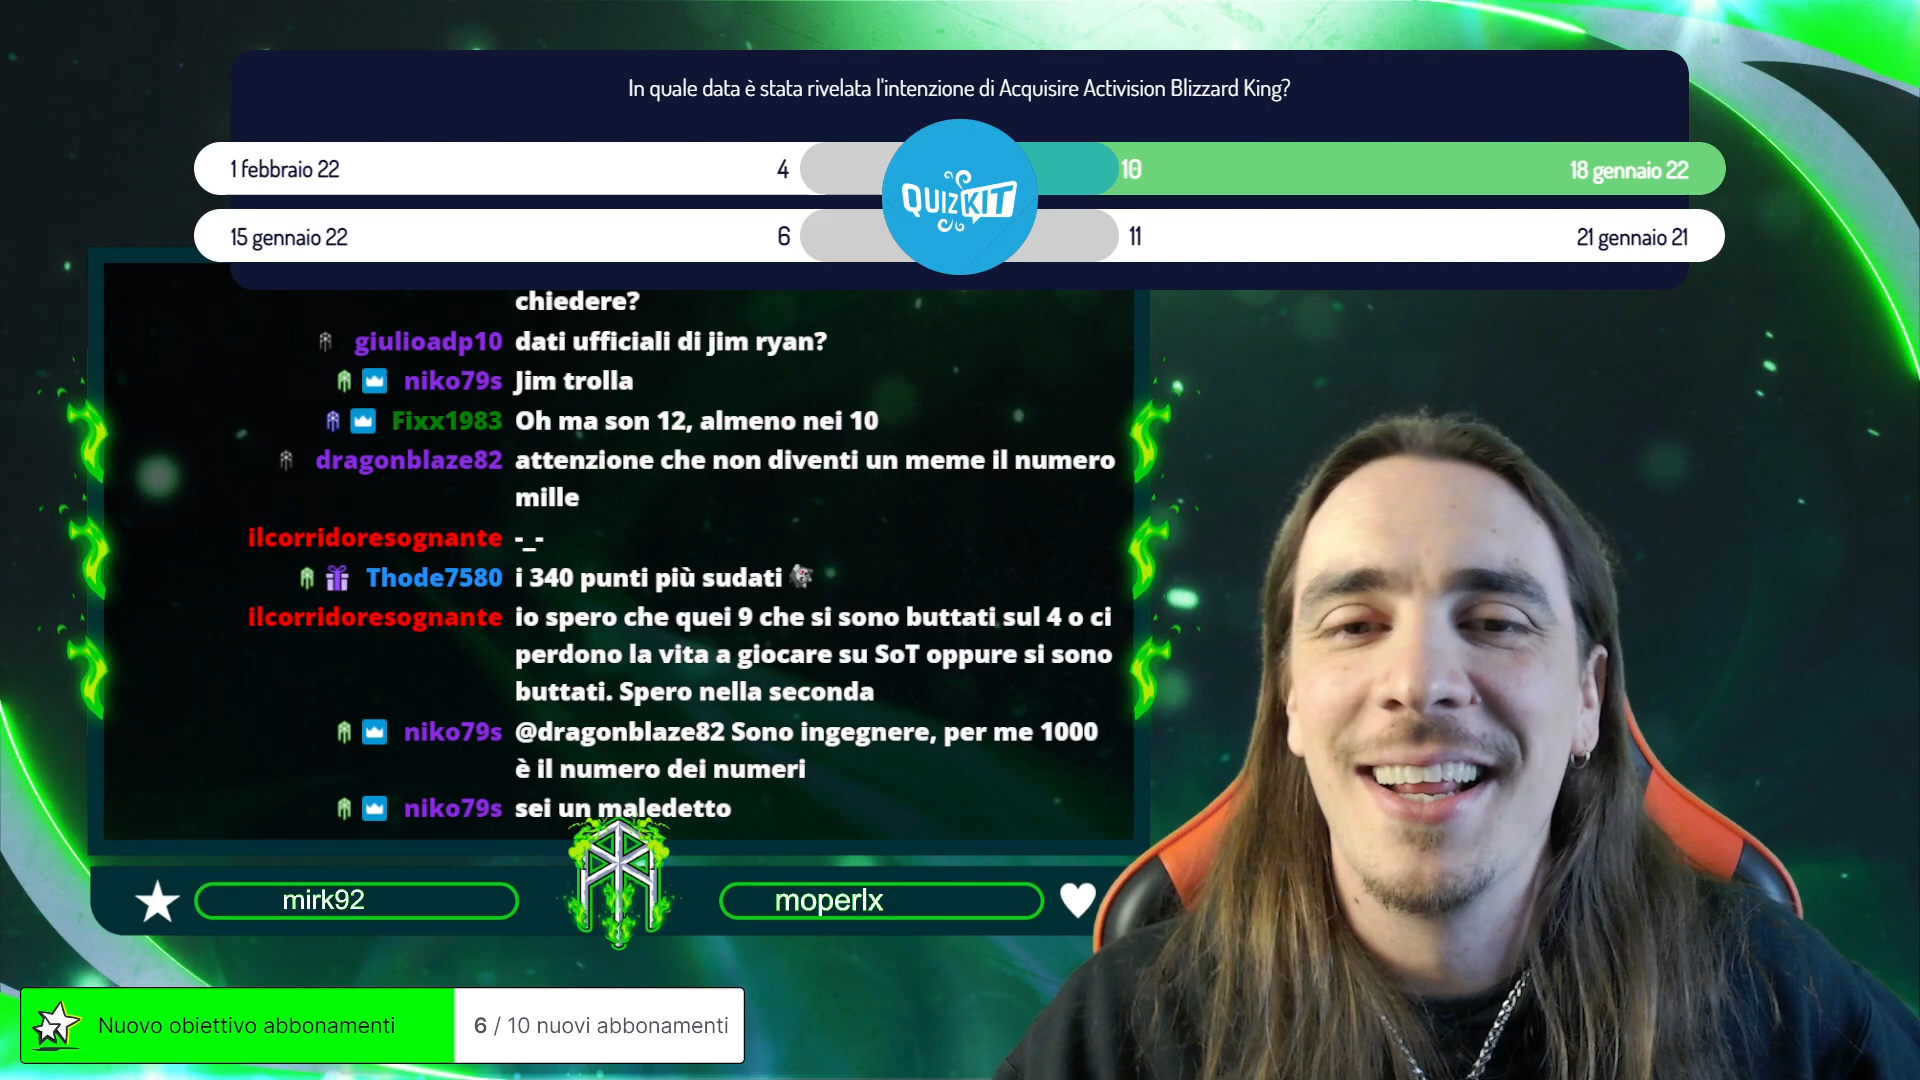 In quale data è stata rivelata l'intenzione di Acquisire Activision Blizzard King?
1 febbraio 22 4
10 18 gennaio 22
15 gennaio 22 6
11 21 gennaio 21
QUIZKIT
chiedere?
giulioadp10 dati ufficiali di jim ryan?
niko79s Jim trolla
Fixx1983 Oh ma son 12, almeno nei 10
dragonblaze82 attenzione che non diventi un meme il numero
mille
ilcorridoresognante -_-
Thode7580 i 340 punti più sudati
ilcorridoresognante io spero che quei 9 che si sono buttati sul 4 o ci
perdono la vita a giocare su SoT oppure si sono
buttati. Spero nella seconda
niko79s @dragonblaze82 Sono ingegnere, per me 1000
è il numero dei numeri
niko79s sei un maledetto
mirk92
moperlx
Nuovo obiettivo abbonamenti 6 / 10 nuovi abbonamenti